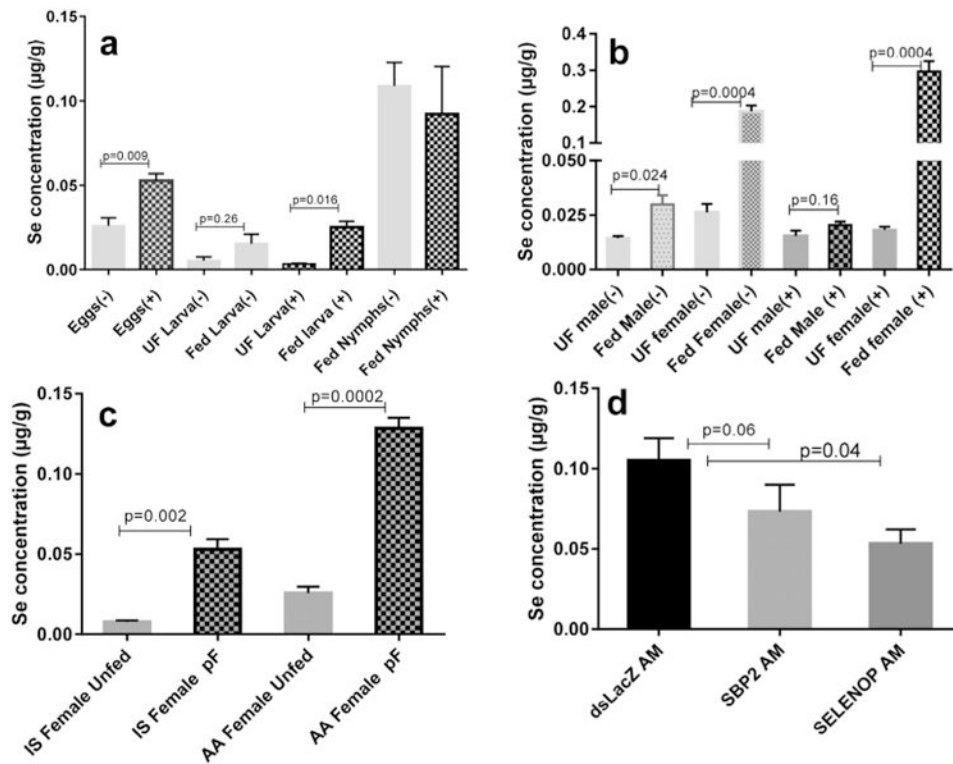 a
Se concentration (µg/g)
0.15
0.10
0.05
0.00
p=0.009
p=0.26
p=0.016
Eggs(-)
Eggs(+)
UF Larva(-)
Fed Larva(-)
UF Larva(+)
Fed larva (+)
Fed Nymphs(-)
Fed Nymphs(+)
b
Se concentration (µg/g)
0.4
0.3
0.2
0.1
0.050
0.025
0.000
p=0.024
p=0.0004
p=0.16
p=0.0004
UF male(-)
Fed Male(-)
UF female(-)
Fed Female(-)
UF male(+)
Fed Male (+)
UF female(+)
Fed female (+)
c
Se concentration (µg/g)
0.15
0.10
0.05
0.00
p=0.002
p=0.0002
IS Female Unfed
IS Female pF
AA Female Unfed
AA Female pF
d
Se concentration (µg/g)
0.15
0.10
0.05
0.00
p=0.06
p=0.04
dsLacZ AM
SBP2 AM
SELENOP AM